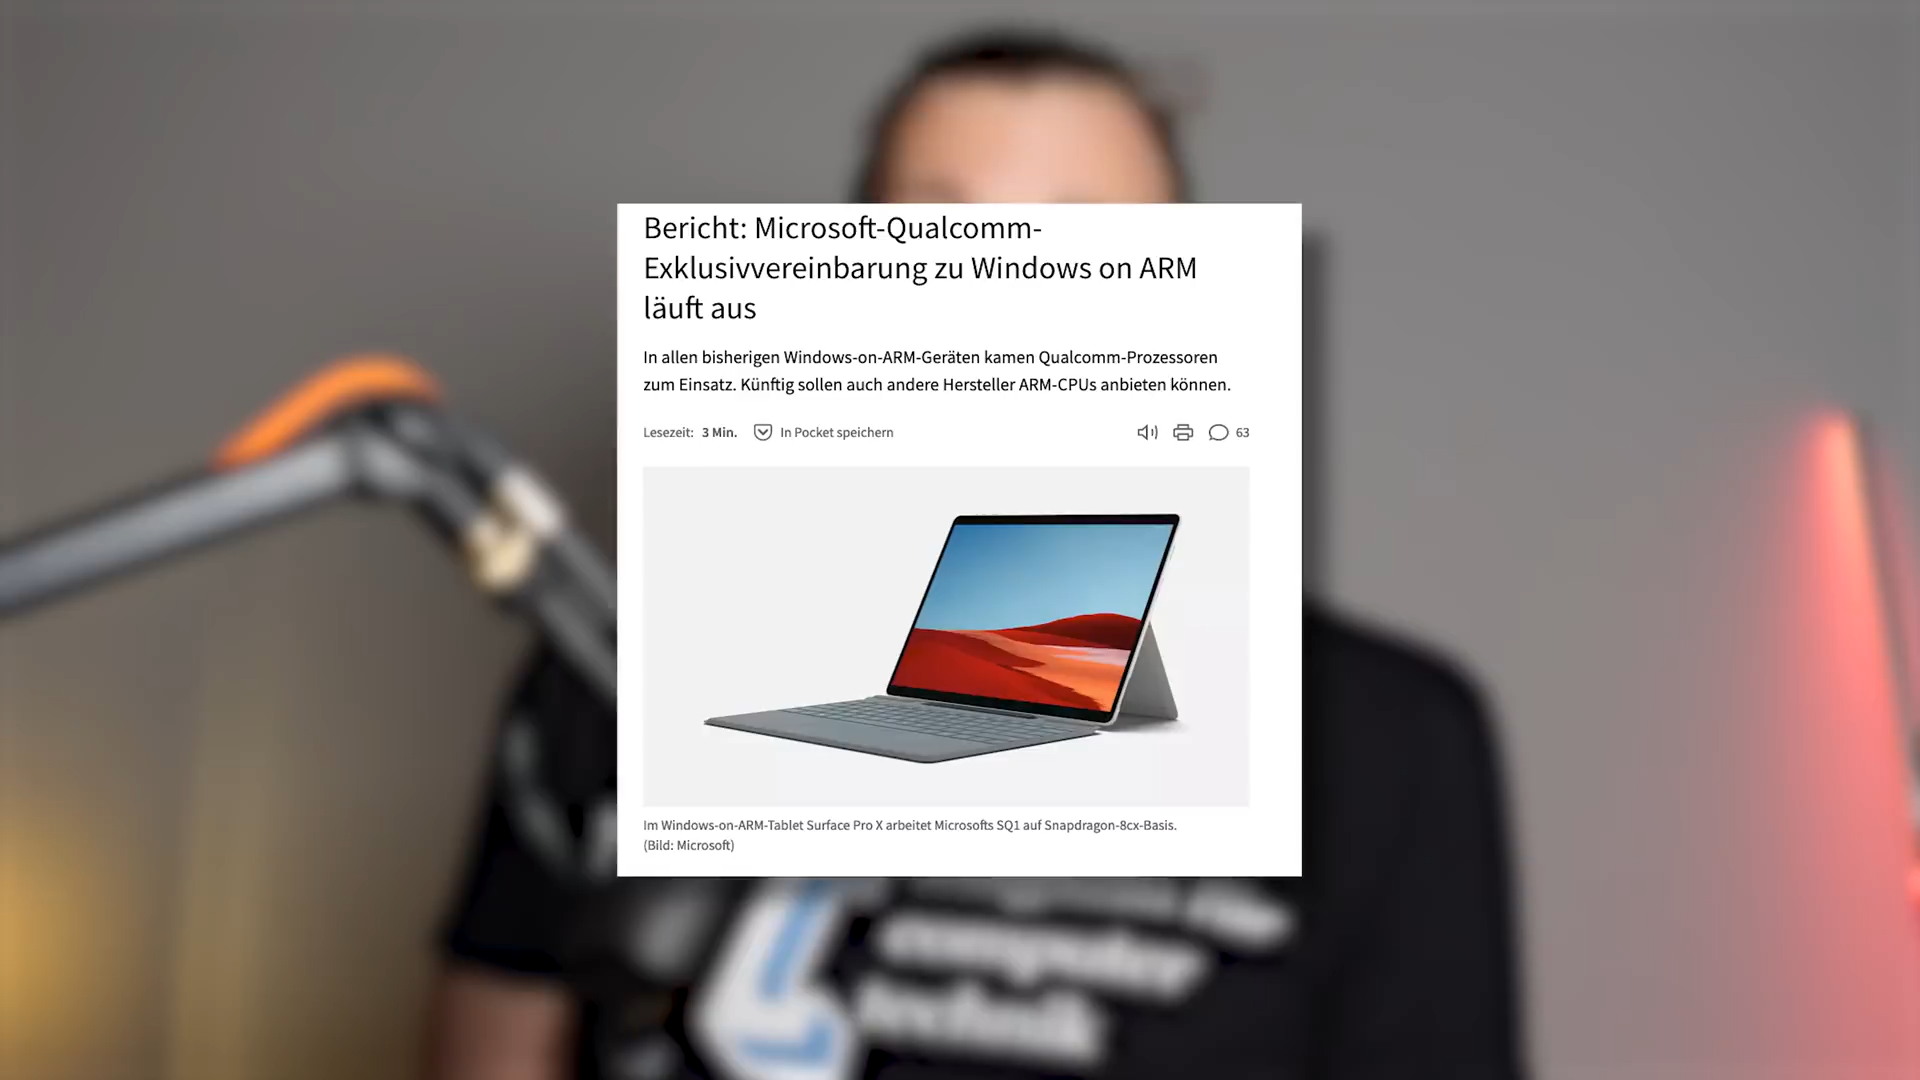 Bericht: Microsoft-Qualcomm-
Exklusivvereinbarung zu Windows on ARM
läuft aus
In allen bisherigen Windows-on-ARM-Geräten kamen Qualcomm-Prozessoren
zum Einsatz. Künftig sollen auch andere Hersteller ARM-CPUs anbieten können.
Lesezeit: 3 Min. In Pocket speichern 63
Im Windows-on-ARM-Tablet Surface Pro X arbeitet Microsofts SQ1 auf Snapdragon-8cx-Basis.
(Bild: Microsoft)
computer
technik